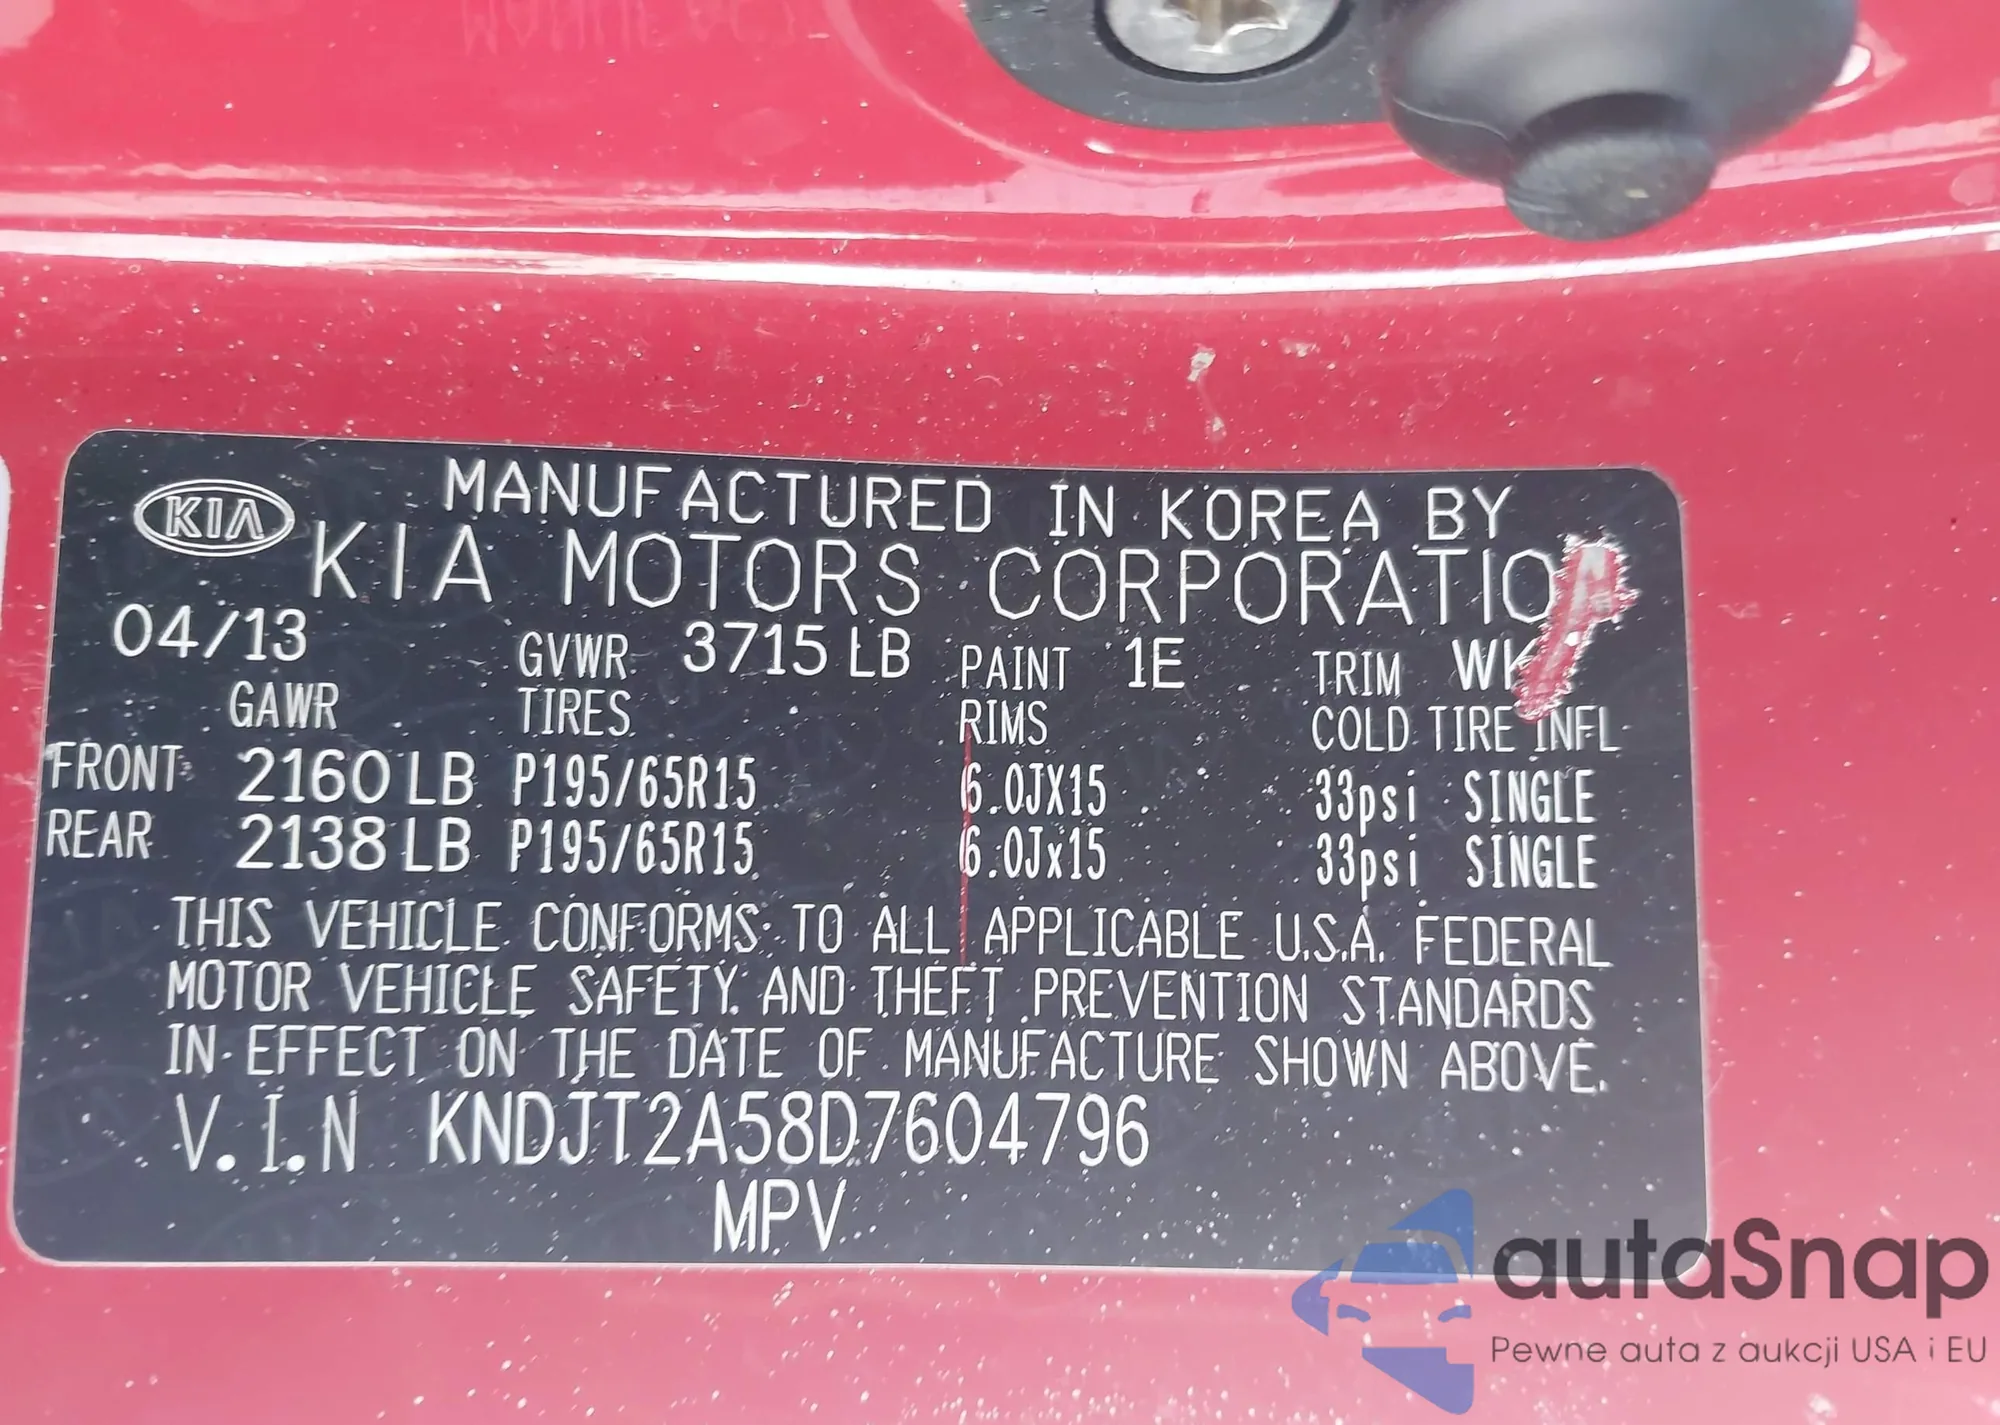 KIA
MANUFACTURED IN KOREA BY
KIA MOTORS CORPORATIO
04/13 GVWR 3715 LB PAINT 1E TRIM
GAWR TIRES RIMS COLD TIRE INFL
FRONT 2160 LB P195/65R15 6.0JX15 33psi SINGLE
REAR 2138 LB P195/65R15 6.0Jx15 33psi SINGLE
THIS VEHICLE CONFORMS TO ALL APPLICABLE U.S.A. FEDERAL
MOTOR VEHICLE SAFETY AND THEFT PREVENTION STANDARDS
IN EFFECT ON THE DATE OF MANUFACTURE SHOWN ABOVE.
V.I.N KNDJT2A58D7604796
MPV
autaSnap
Pewne auta z aukcji USA i EU